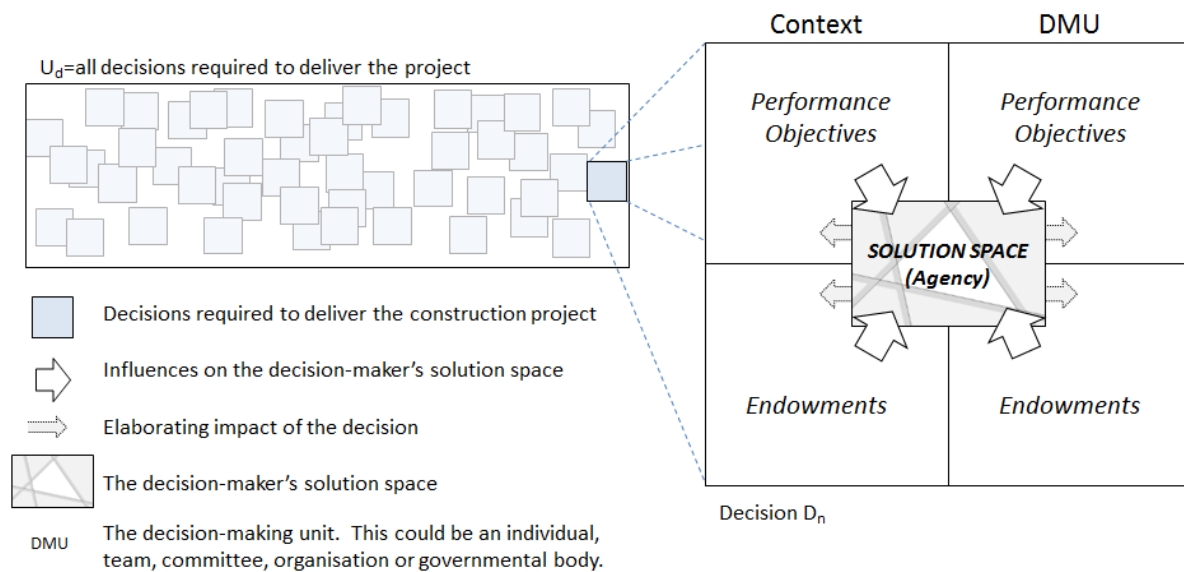 U_d=all decisions required to deliver the project
Decisions required to deliver the construction project
Influences on the decision-maker's solution space
Elaborating impact of the decision
The decision-maker's solution space
DMU
The decision-making unit. This could be an individual,
team, committee, organisation or governmental body.
Context
DMU
Performance
Objectives
Performance
Objectives
SOLUTION SPACE
(Agency)
Endowments
Endowments
Decision D_n